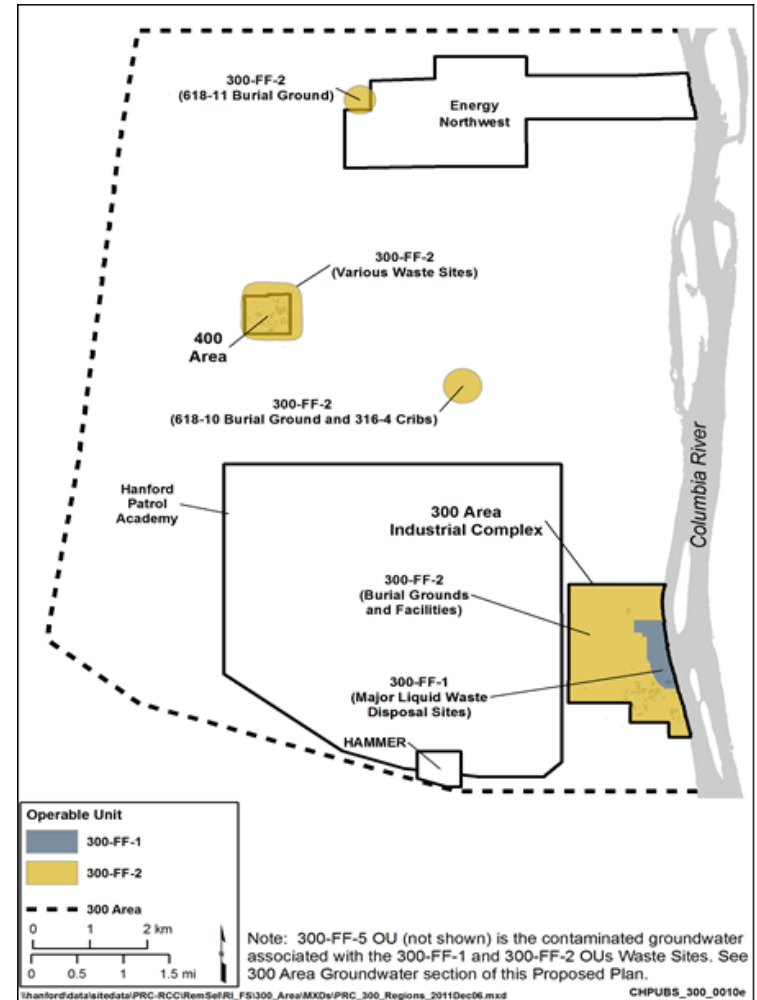 300-FF-2
(618-11 Burial Ground)
Energy
Northwest
300-FF-2
(Various Waste Sites)
400
Area
300-FF-2
(618-10 Burial Ground and 316-4 Cribs)
Columbia River
Hanford
Patrol
Academy
300 Area
Industrial Complex
300-FF-2
(Burial Grounds
and Facilities)
300-FF-1
(Major Liquid Waste
Disposal Sites)
HAMMER
Operable Unit
300-FF-1
300-FF-2
300 Area
0 1 2 km
0 0.5 1 1.5 mi
Note: 300-FF-5 OU (not shown) is the contaminated groundwater
associated with the 300-FF-1 and 300-FF-2 OUs Waste Sites. See
300 Area Groundwater section of this Proposed Plan.
\\hanford\data\sitedata\PRC-RCC\RemSel\RI_FS\300_Area\MXDs\PRC_300_Regions_2011Dec06.mxd
CHPUBS_300_0010e